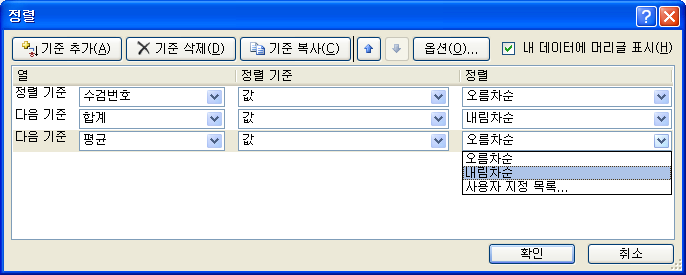 정렬
기준 추가(A) 기준 삭제(D) 기준 복사(C) 옵션(O)... 내 데이터에 머리글 표시(H)
열 정렬 기준 정렬
정렬 기준 수검번호 값 오름차순
다음 기준 합계 값 내림차순
다음 기준 평균 값 오름차순
오름차순
내림차순
사용자 지정 목록...
확인 취소